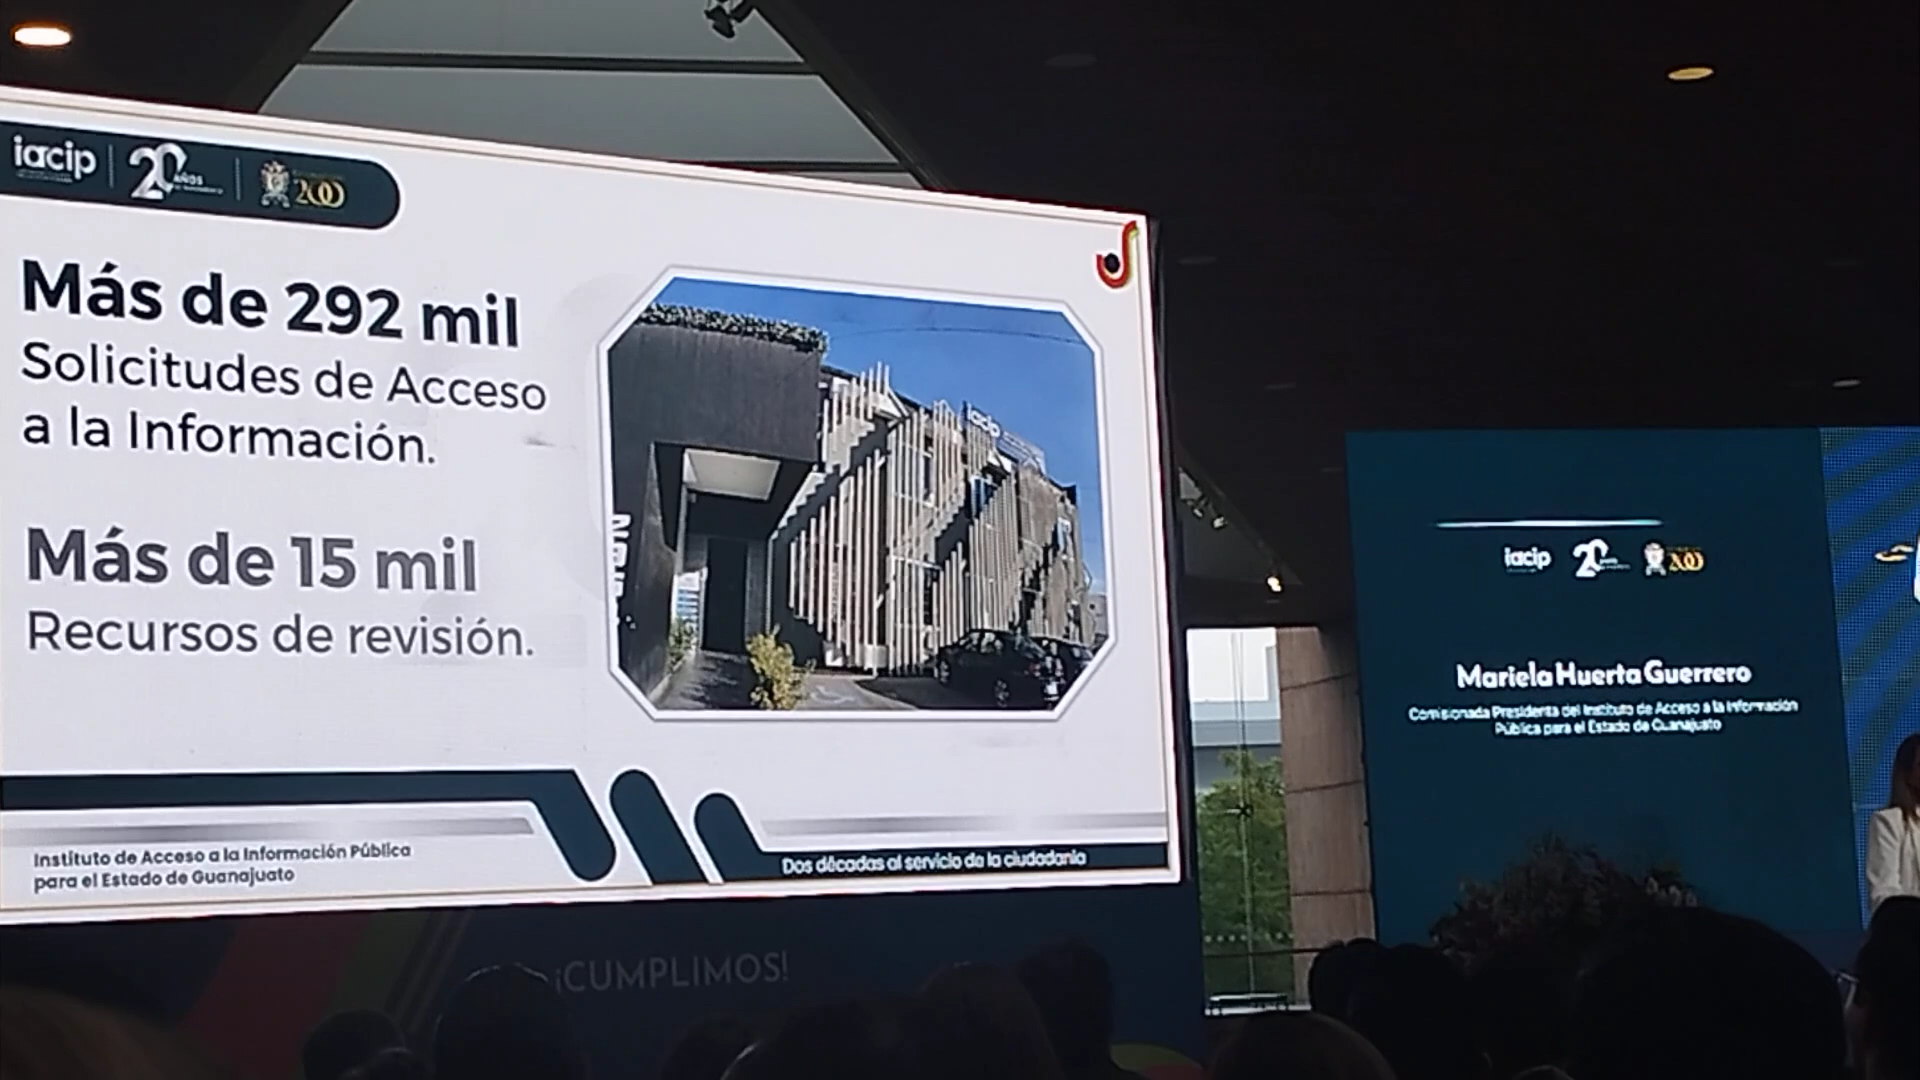 iacip
20 AÑOS
200
Más de 292 mil
Solicitudes de Acceso
a la Información.
Más de 15 mil
Recursos de revisión.
iacip
Instituto de Acceso a la Información Pública
para el Estado de Guanajuato
Dos décadas al servicio de la ciudadanía
¡CUMPLIMOS!
iacip
20
200
Mariela Huerta Guerrero
Comisionada Presidenta del Instituto de Acceso a la Información
Pública para el Estado de Guanajuato